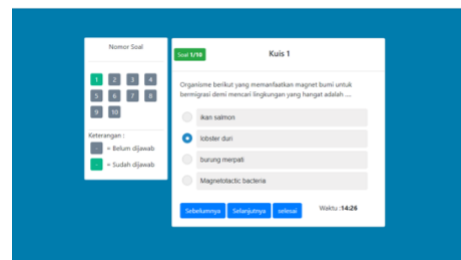 Nomor Soal
1 2 3 4
5 6 7 8
9 10
Keterangan :
- = Belum dijawab
- = Sudah dijawab
Soal 1/10
Kuis 1
Organisme berikut yang memanfaatkan magnet bumi untuk
bermigrasi demi mencari lingkungan yang hangat adalah ....
ikan salmon
lobster duri
burung merpati
Magnetotactic bacteria
Sebelumnya Selanjutnya selesai Waktu :14:26